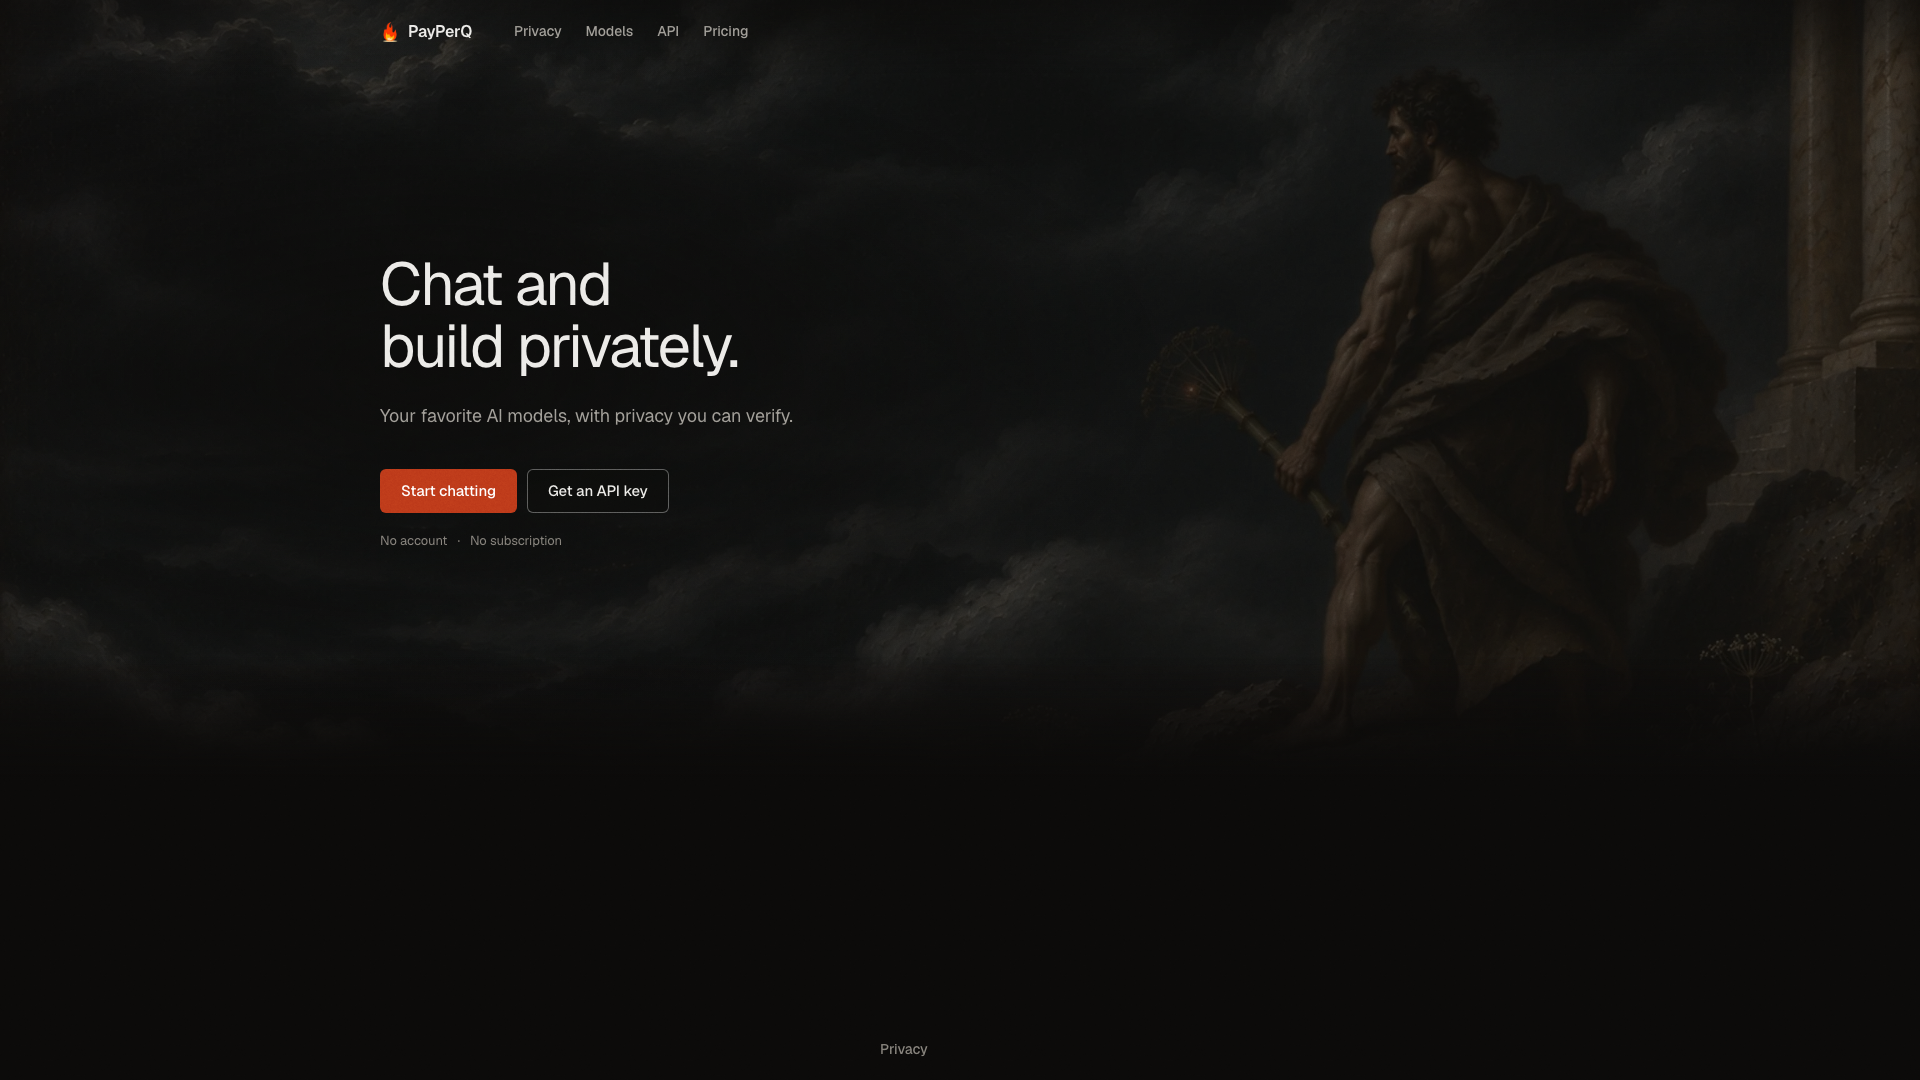 PayPerQ
Privacy
Models
API
Pricing
Chat and
build privately.
Your favorite AI models, with privacy you can verify.
Start chatting
Get an API key
No account · No subscription
Privacy